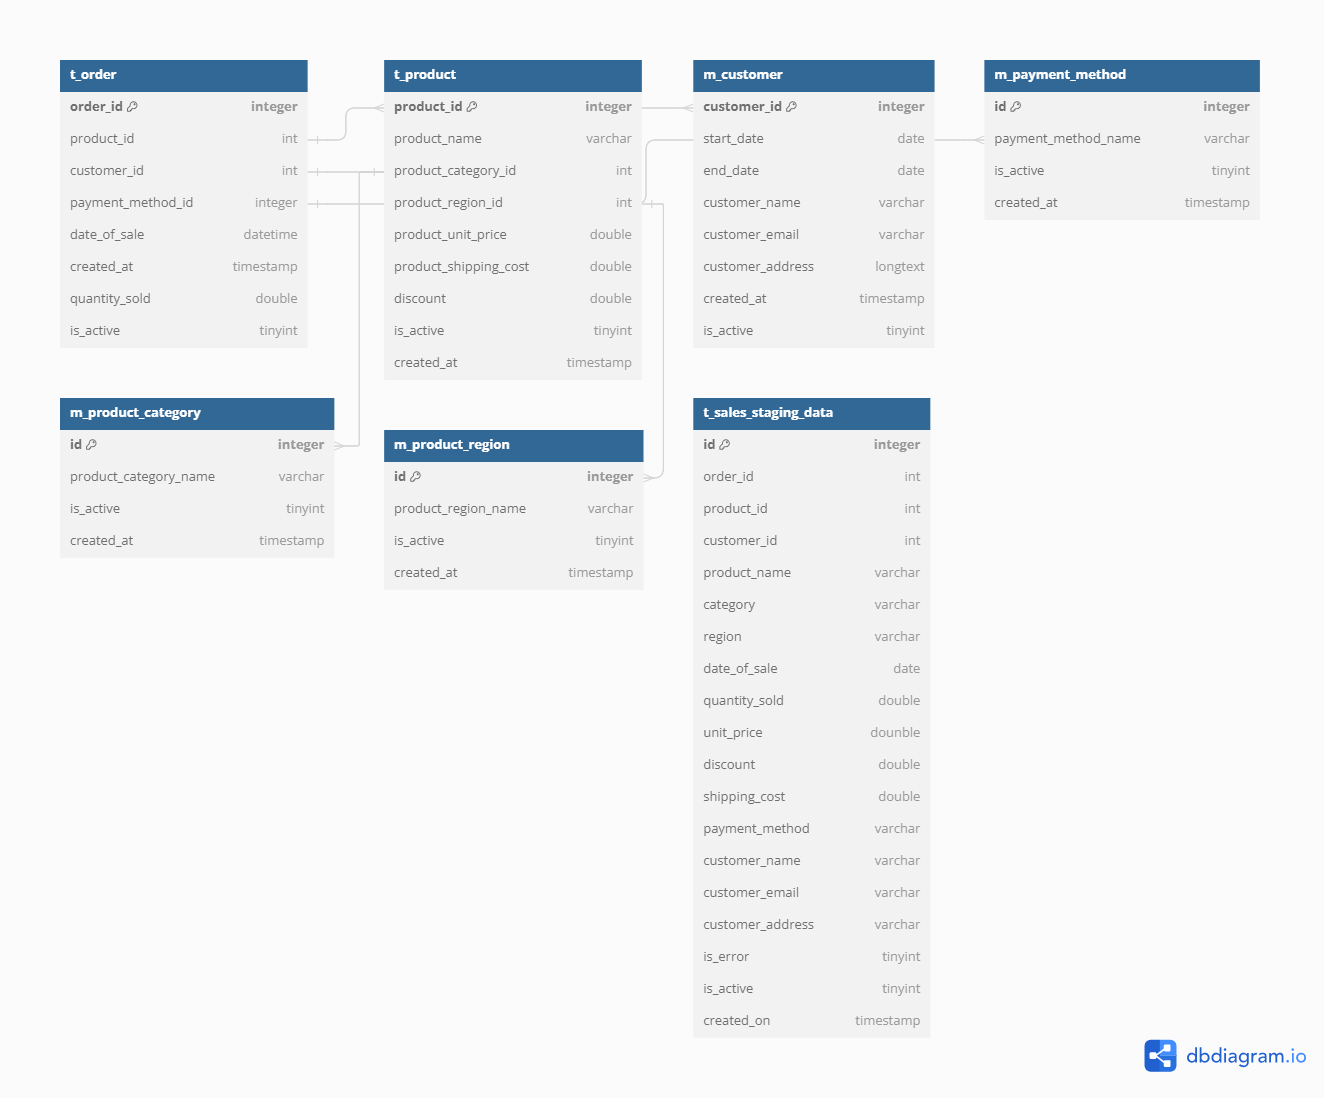 t_order
order_id integer
product_id int
customer_id int
payment_method_id integer
date_of_sale datetime
created_at timestamp
quantity_sold double
is_active tinyint
t_product
product_id integer
product_name varchar
product_category_id int
product_region_id int
product_unit_price double
product_shipping_cost double
discount double
is_active tinyint
created_at timestamp
m_customer
customer_id integer
start_date date
end_date date
customer_name varchar
customer_email varchar
customer_address longtext
created_at timestamp
is_active tinyint
m_payment_method
id integer
payment_method_name varchar
is_active tinyint
created_at timestamp
m_product_category
id integer
product_category_name varchar
is_active tinyint
created_at timestamp
m_product_region
id integer
product_region_name varchar
is_active tinyint
created_at timestamp
t_sales_staging_data
id integer
order_id int
product_id int
customer_id int
product_name varchar
category varchar
region varchar
date_of_sale date
quantity_sold double
unit_price dounble
discount double
shipping_cost double
payment_method varchar
customer_name varchar
customer_email varchar
customer_address varchar
is_error tinyint
is_active tinyint
created_on timestamp
dbdiagram.io